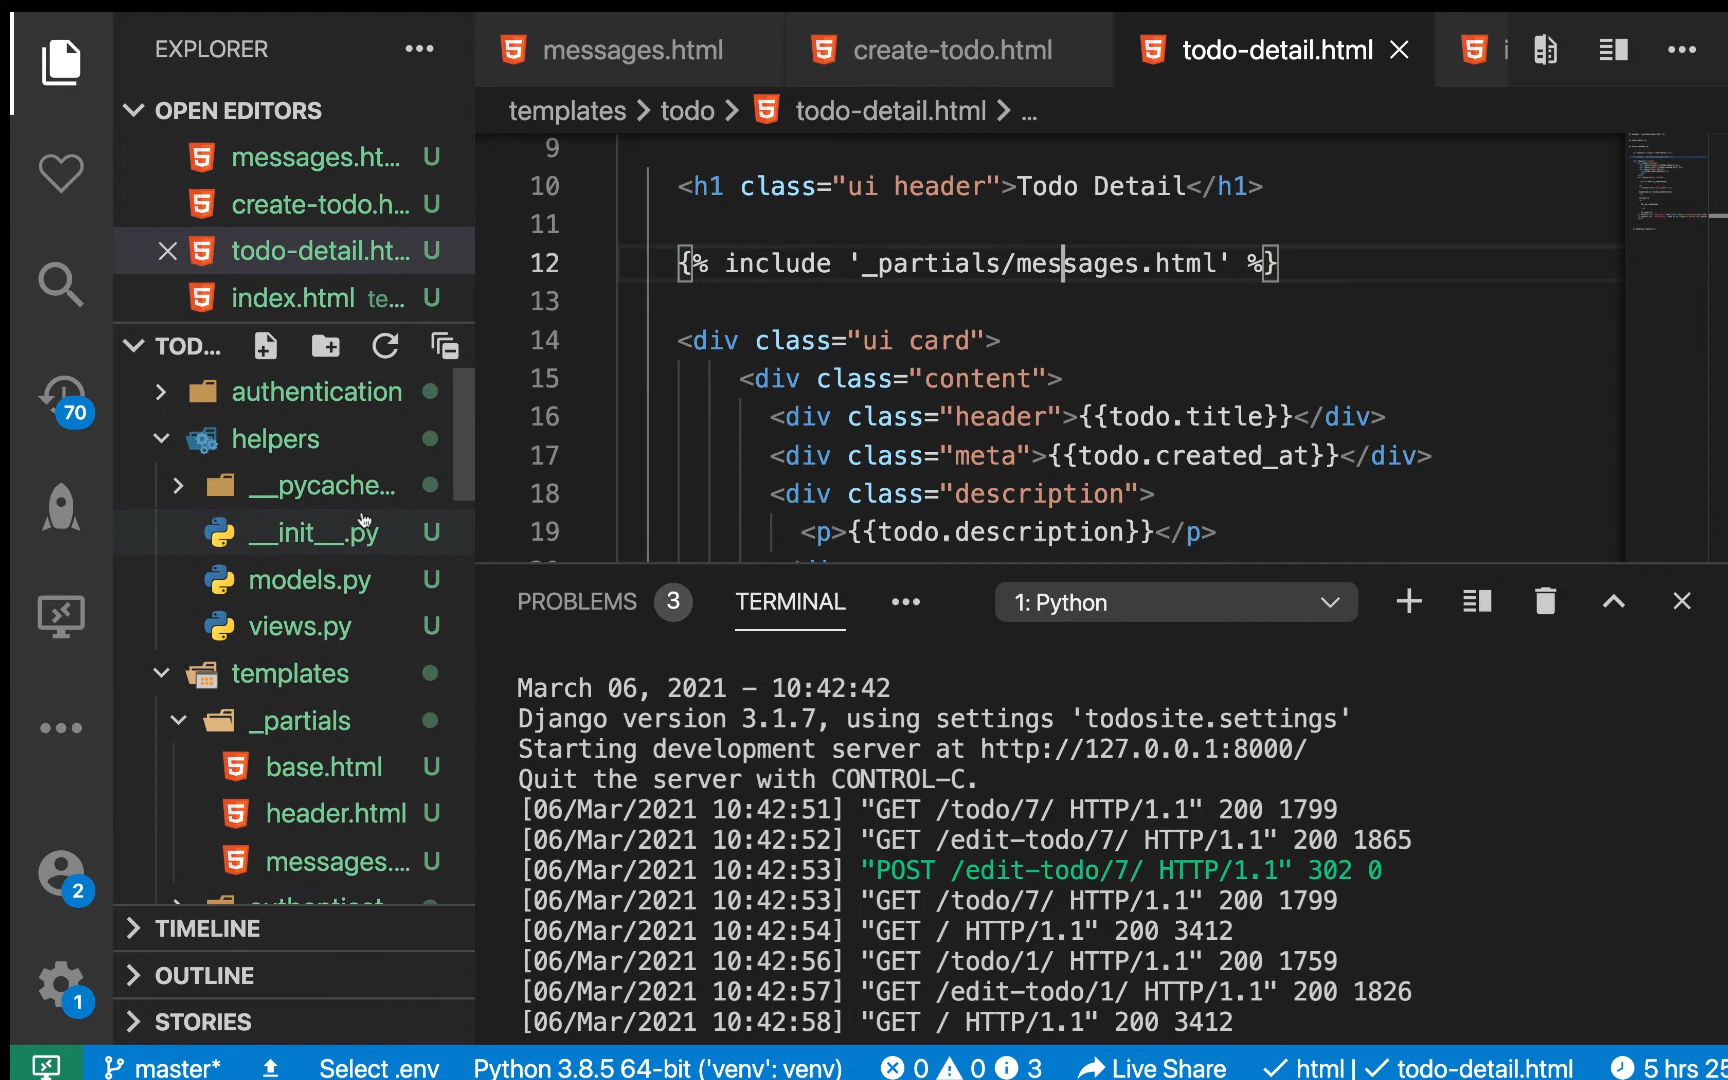 EXPLORER
OPEN EDITORS
messages.ht... U
create-todo.h... U
todo-detail.ht... U
index.html te... U
TOD...
authentication
helpers
__pycache...
__init__.py U
models.py U
views.py U
templates
_partials
base.html U
header.html U
messages.... U
TIMELINE
OUTLINE
STORIES
70
2
1
messages.html
create-todo.html
todo-detail.html
templates > todo > todo-detail.html > ...
9
10 <h1 class="ui header">Todo Detail</h1>
11
12 {% include '_partials/messages.html' %}
13
14 <div class="ui card">
15 <div class="content">
16 <div class="header">{{todo.title}}</div>
17 <div class="meta">{{todo.created_at}}</div>
18 <div class="description">
19 <p>{{todo.description}}</p>
PROBLEMS 3 TERMINAL ... 1: Python
March 06, 2021 - 10:42:42
Django version 3.1.7, using settings 'todosite.settings'
Starting development server at http://127.0.0.1:8000/
Quit the server with CONTROL-C.
[06/Mar/2021 10:42:51] "GET /todo/7/ HTTP/1.1" 200 1799
[06/Mar/2021 10:42:52] "GET /edit-todo/7/ HTTP/1.1" 200 1865
[06/Mar/2021 10:42:53] "POST /edit-todo/7/ HTTP/1.1" 302 0
[06/Mar/2021 10:42:53] "GET /todo/7/ HTTP/1.1" 200 1799
[06/Mar/2021 10:42:54] "GET / HTTP/1.1" 200 3412
[06/Mar/2021 10:42:56] "GET /todo/1/ HTTP/1.1" 200 1759
[06/Mar/2021 10:42:57] "GET /edit-todo/1/ HTTP/1.1" 200 1826
[06/Mar/2021 10:42:58] "GET / HTTP/1.1" 200 3412
master* Select .env Python 3.8.5 64-bit ('venv': venv) 0 0 3 Live Share html | todo-detail.html 5 hrs 25